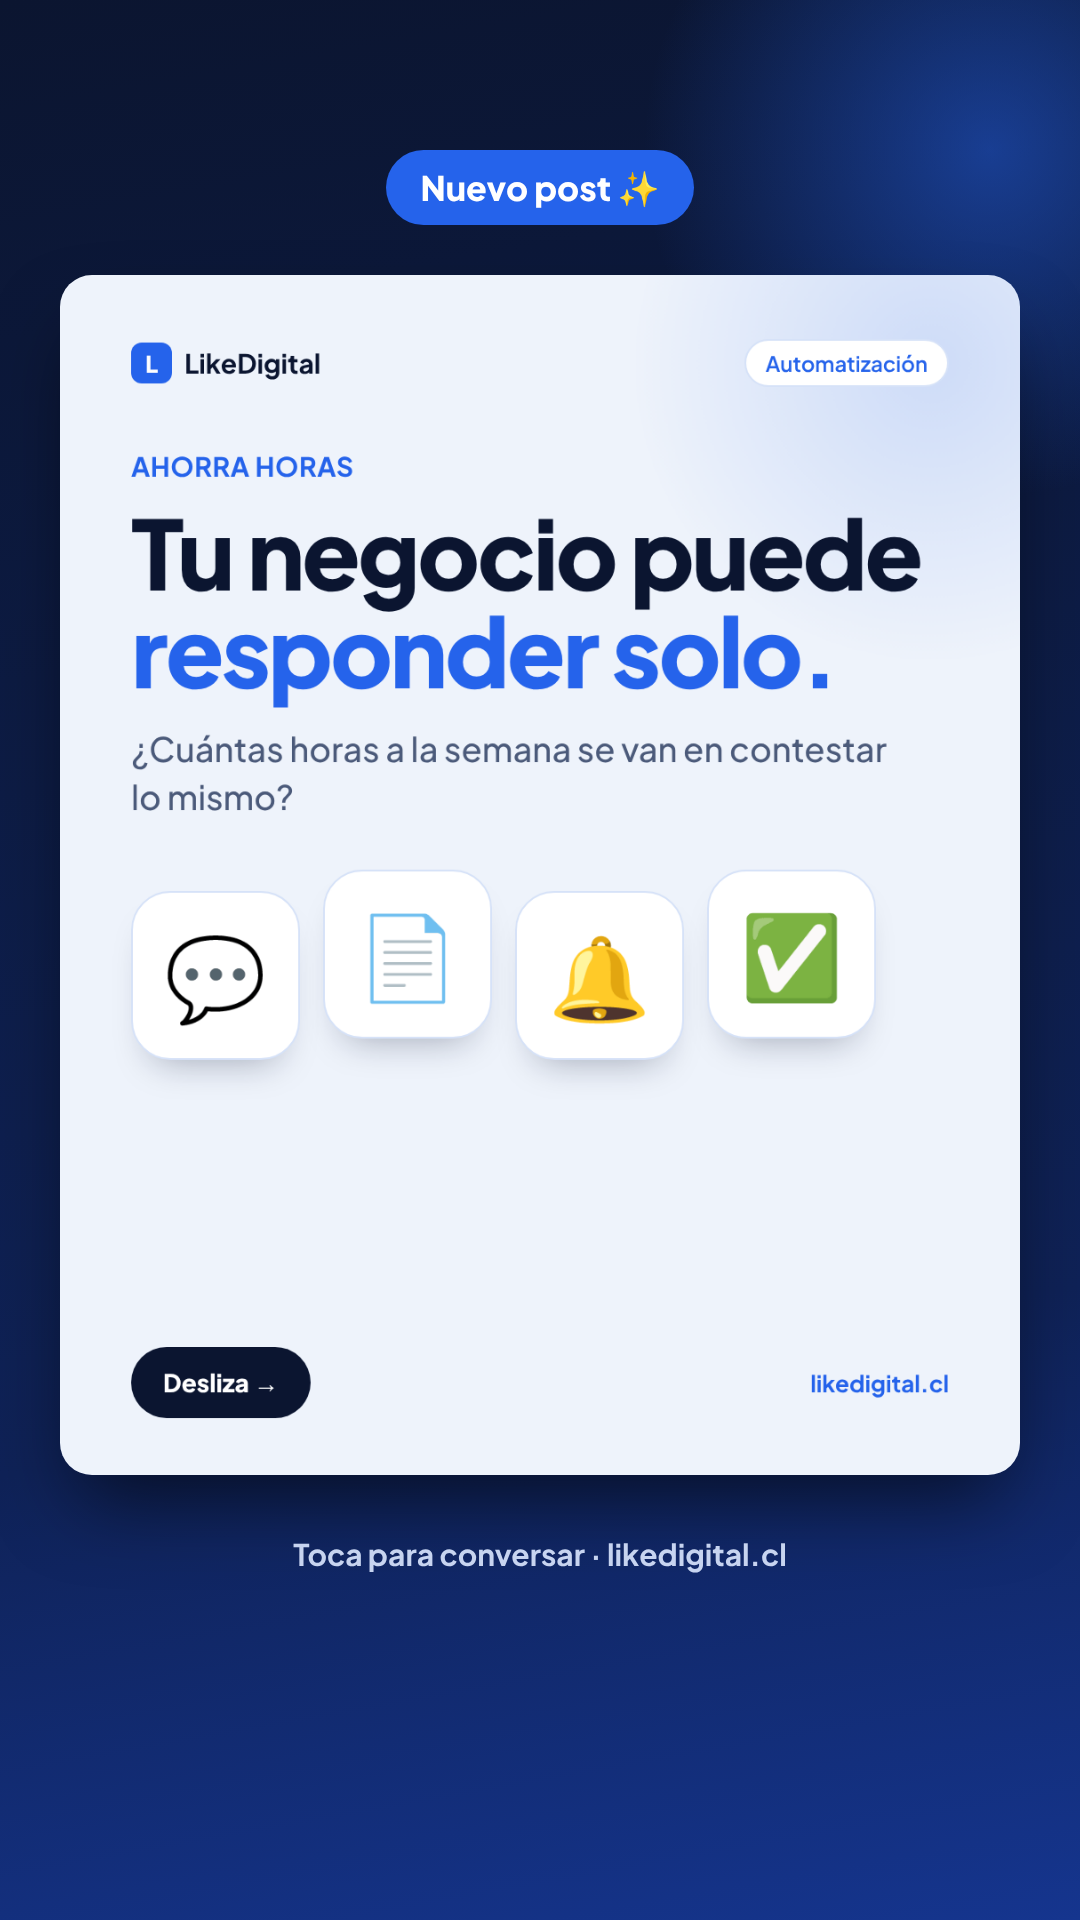 Nuevo post ✨
L LikeDigital
Automatización
AHORRA HORAS
Tu negocio puede
responder solo.
¿Cuántas horas a la semana se van en contestar
lo mismo?
Desliza →
likedigital.cl
Toca para conversar · likedigital.cl